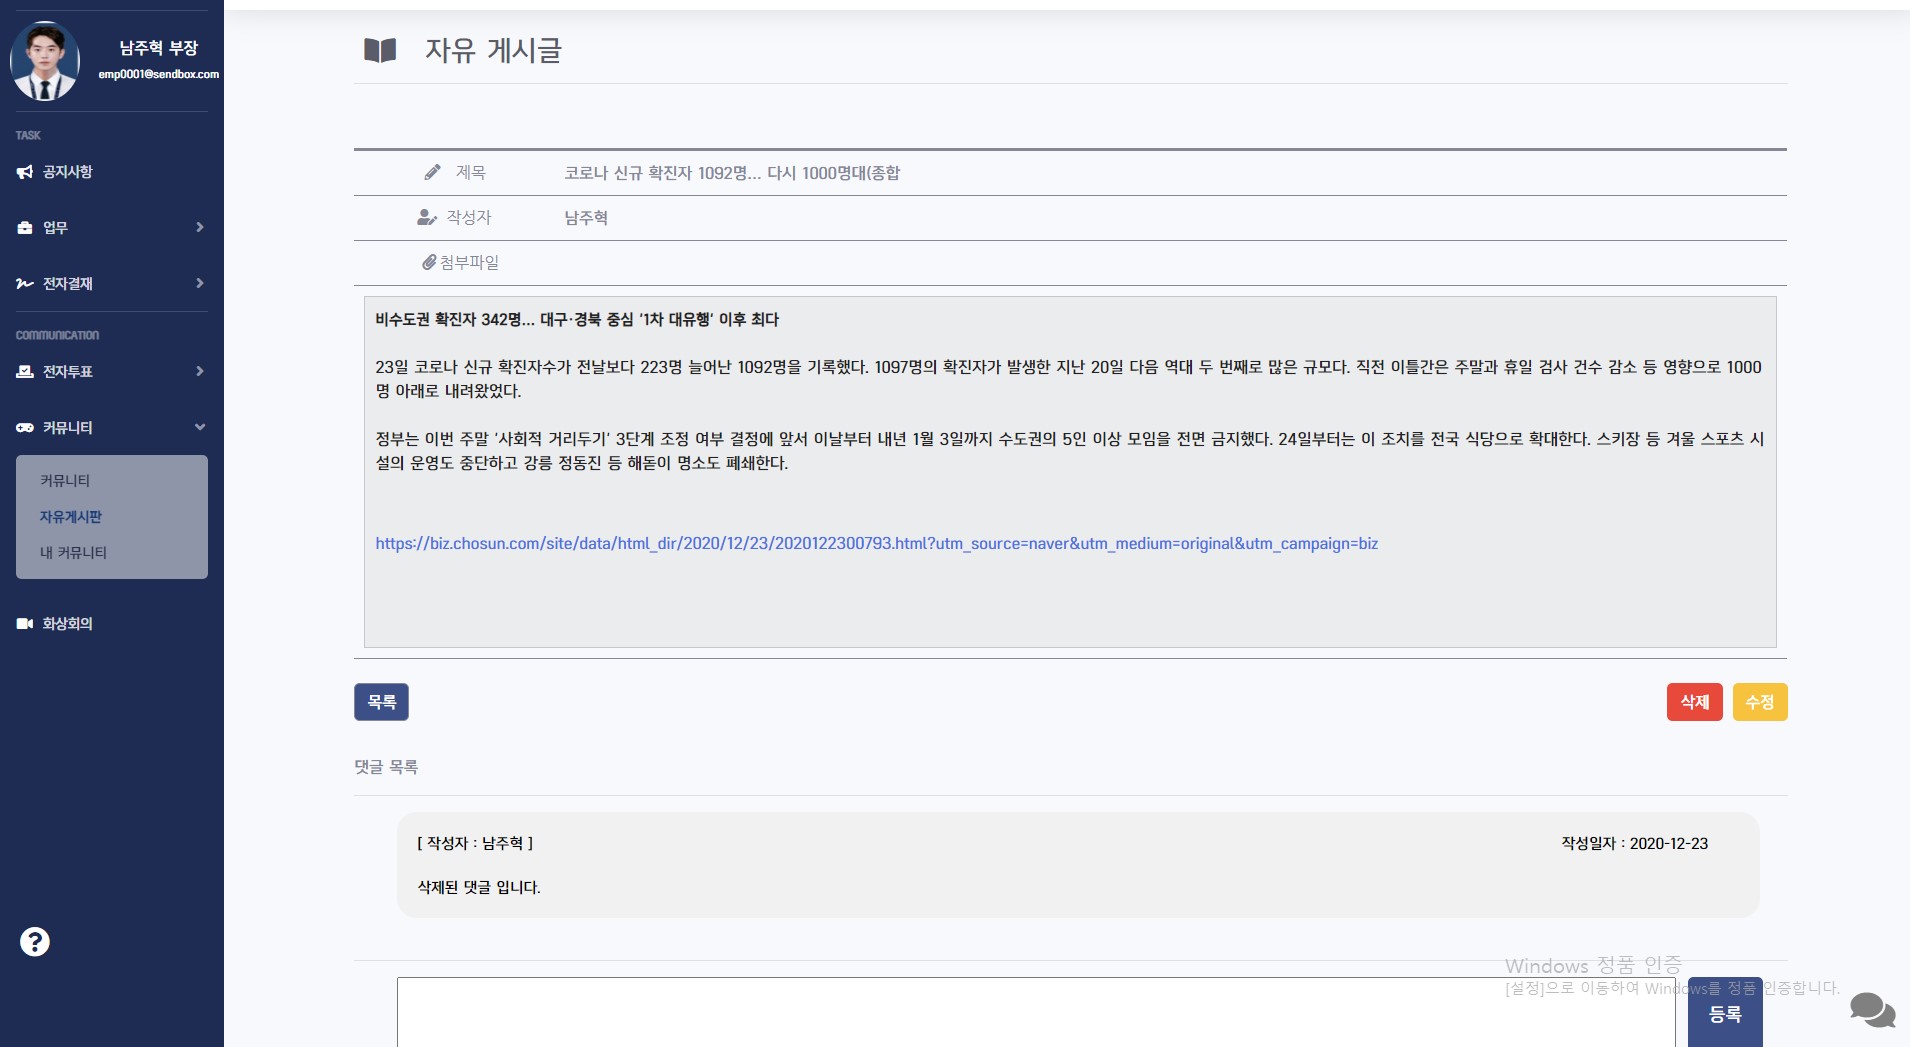 남주혁 부장
emp0001@sendbox.com
TASK
공지사항
업무
전자결재
COMMUNICATION
전자투표
커뮤니티
커뮤니티
자유게시판
내 커뮤니티
화상회의
자유 게시글
제목 코로나 신규 확진자 1092명... 다시 1000명대(종합
작성자 남주혁
첨부파일
비수도권 확진자 342명... 대구·경북 중심 '1차 대유행' 이후 최다
23일 코로나 신규 확진자수가 전날보다 223명 늘어난 1092명을 기록했다. 1097명의 확진자가 발생한 지난 20일 다음 역대 두 번째로 많은 규모다. 직전 이틀간은 주말과 휴일 검사 건수 감소 등 영향으로 1000
명 아래로 내려왔었다.
정부는 이번 주말 '사회적 거리두기' 3단계 조정 여부 결정에 앞서 이날부터 내년 1월 3일까지 수도권의 5인 이상 모임을 전면 금지했다. 24일부터는 이 조치를 전국 식당으로 확대한다. 스키장 등 겨울 스포츠 시
설의 운영도 중단하고 강릉 정동진 등 해돋이 명소도 폐쇄한다.
https://biz.chosun.com/site/data/html_dir/2020/12/23/2020122300793.html?utm_source=naver&utm_medium=original&utm_campaign=biz
목록
삭제 수정
댓글 목록
[ 작성자 : 남주혁 ] 작성일자 : 2020-12-23
삭제된 댓글 입니다.
Windows 정품 인증
[설정]으로 이동하여 Windows를 정품 인증합니다.
등록